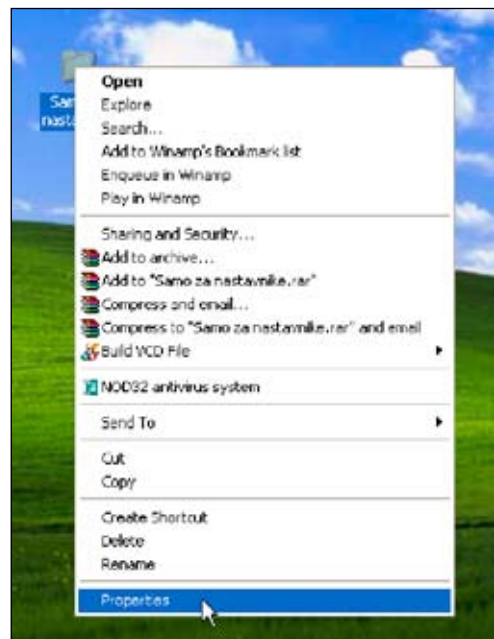 Sam
nasta
Open
Explore
Search...
Add to Winamp's Bookmark list
Enqueue in Winamp
Play in Winamp
Sharing and Security...
Add to archive...
Add to "Samo za nastavnike.rar"
Compress and email...
Compress to "Samo za nastavnike.rar" and email
Build VCD File
NOD32 antivirus system
Send To
Cut
Copy
Create Shortcut
Delete
Rename
Properties